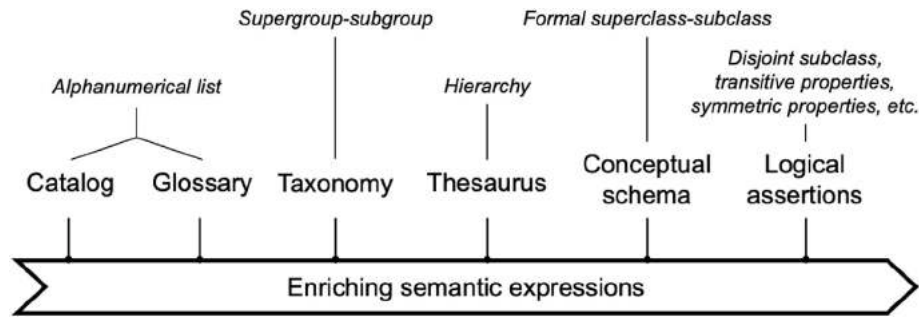 Supergroup-subgroup
Formal superclass-subclass
Alphanumerical list
Hierarchy
Disjoint subclass,
transitive properties,
symmetric properties, etc.
Catalog
Glossary
Taxonomy
Thesaurus
Conceptual
schema
Logical
assertions
Enriching semantic expressions